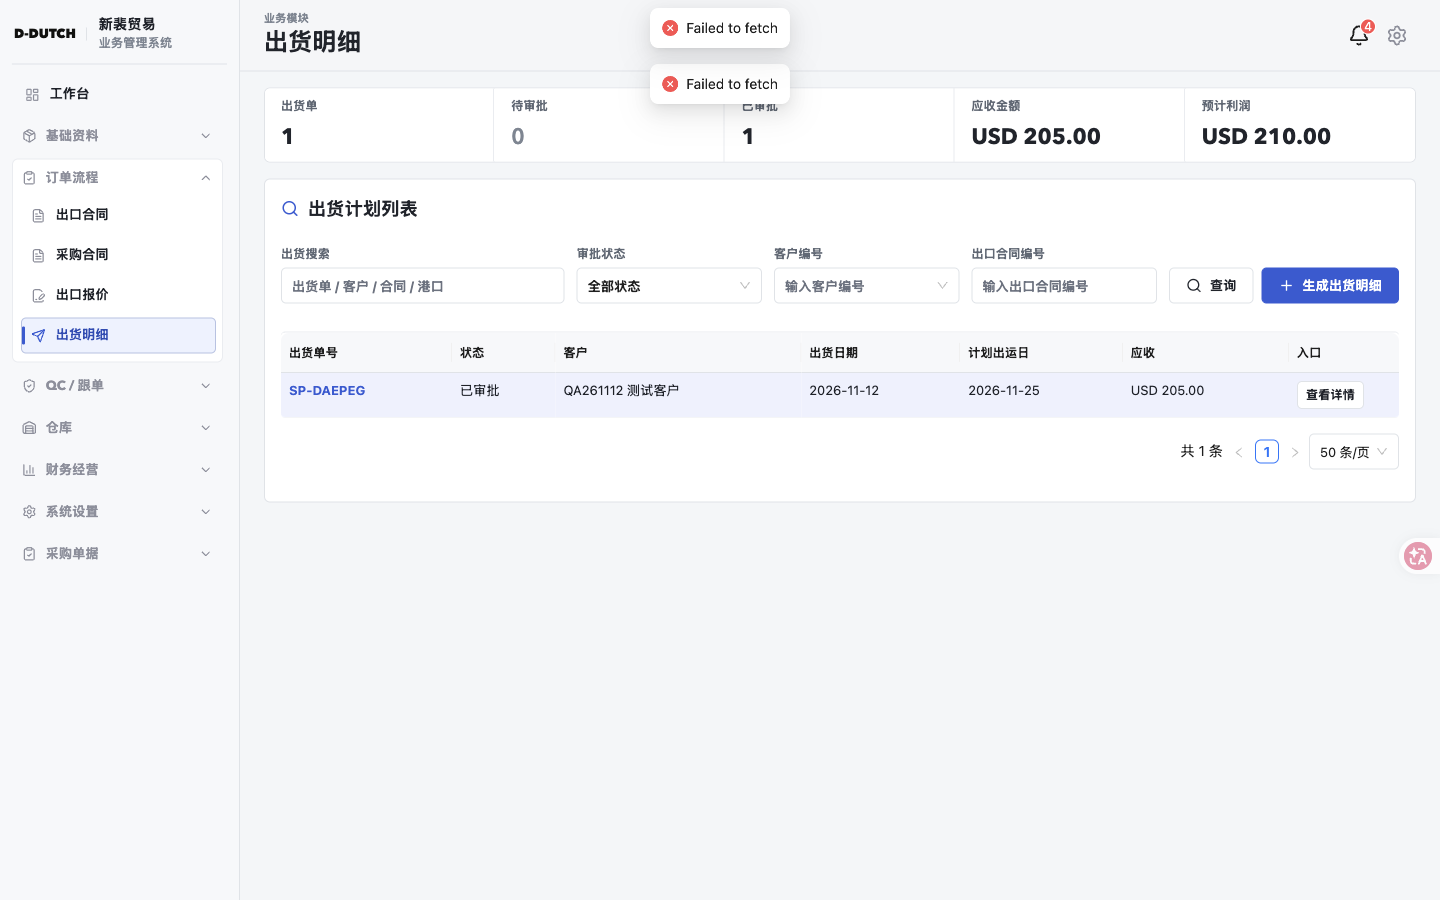 D-DUTCH
新裝贸易
业务管理系统
工作台
基础资料
订单流程
出口合同
采购合同
出口报价
出货明细
QC / 跟单
仓库
财务经营
系统设置
采购单据
业务模块
出货明细
Failed to fetch
Failed to fetch
4
出货单
1
待审批
0
已审批
1
应收金额
USD 205.00
预计利润
USD 210.00
出货计划列表
出货搜索
审批状态
客户编号
出口合同编号
出货单 / 客户 / 合同 / 港口
全部状态
输入客户编号
输入出口合同编号
查询
生成出货明细
出货单号 状态 客户 出货日期 计划出运日 应收 入口
SP-DAEPEG 已审批 QA261112 测试客户 2026-11-12 2026-11-25 USD 205.00 查看详情
共 1 条 1 50 条/页